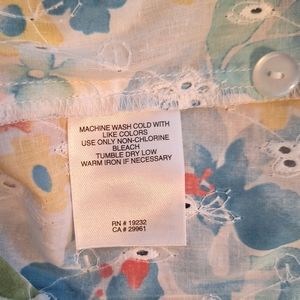 MACHINE WASH COLD WITH
LIKE COLORS
USE ONLY NON-CHLORINE
BLEACH
TUMBLE DRY LOW
WARM IRON IF NECESSARY
RN # 19232
CA # 29961